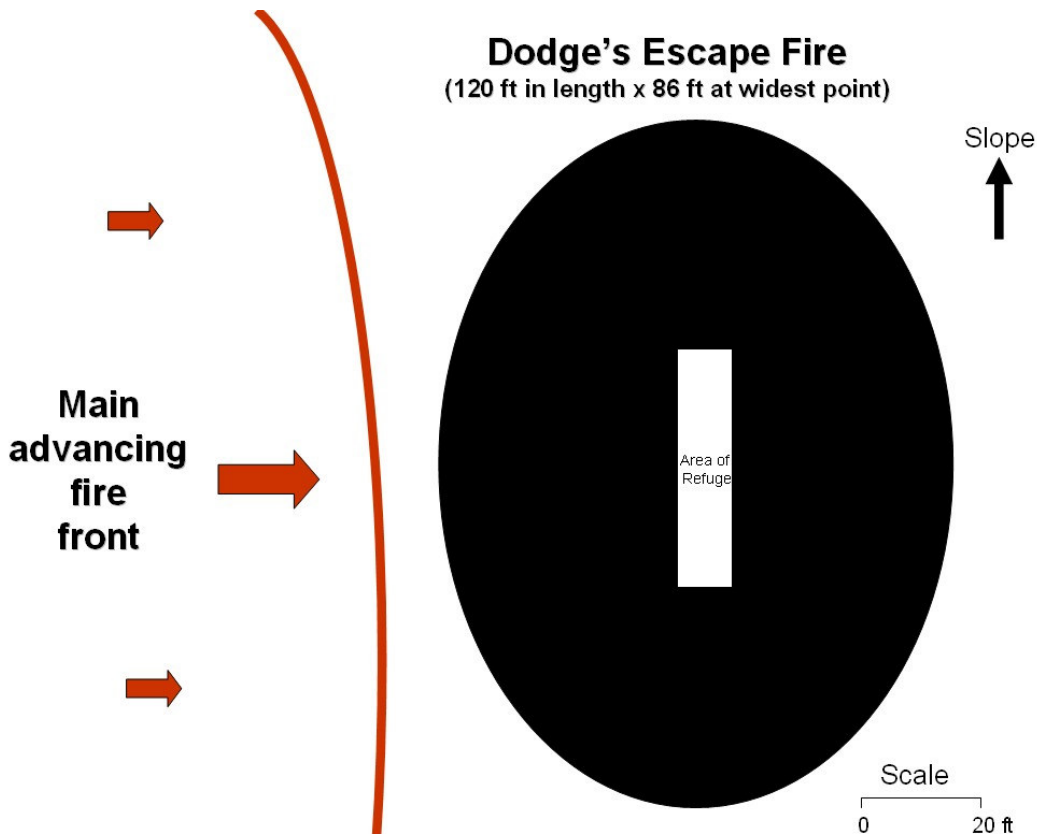 Dodge's Escape Fire
(120 ft in length x 86 ft at widest point)
Slope
Main
advancing
fire
front
Area of
Refuge
Scale
0 20 ft